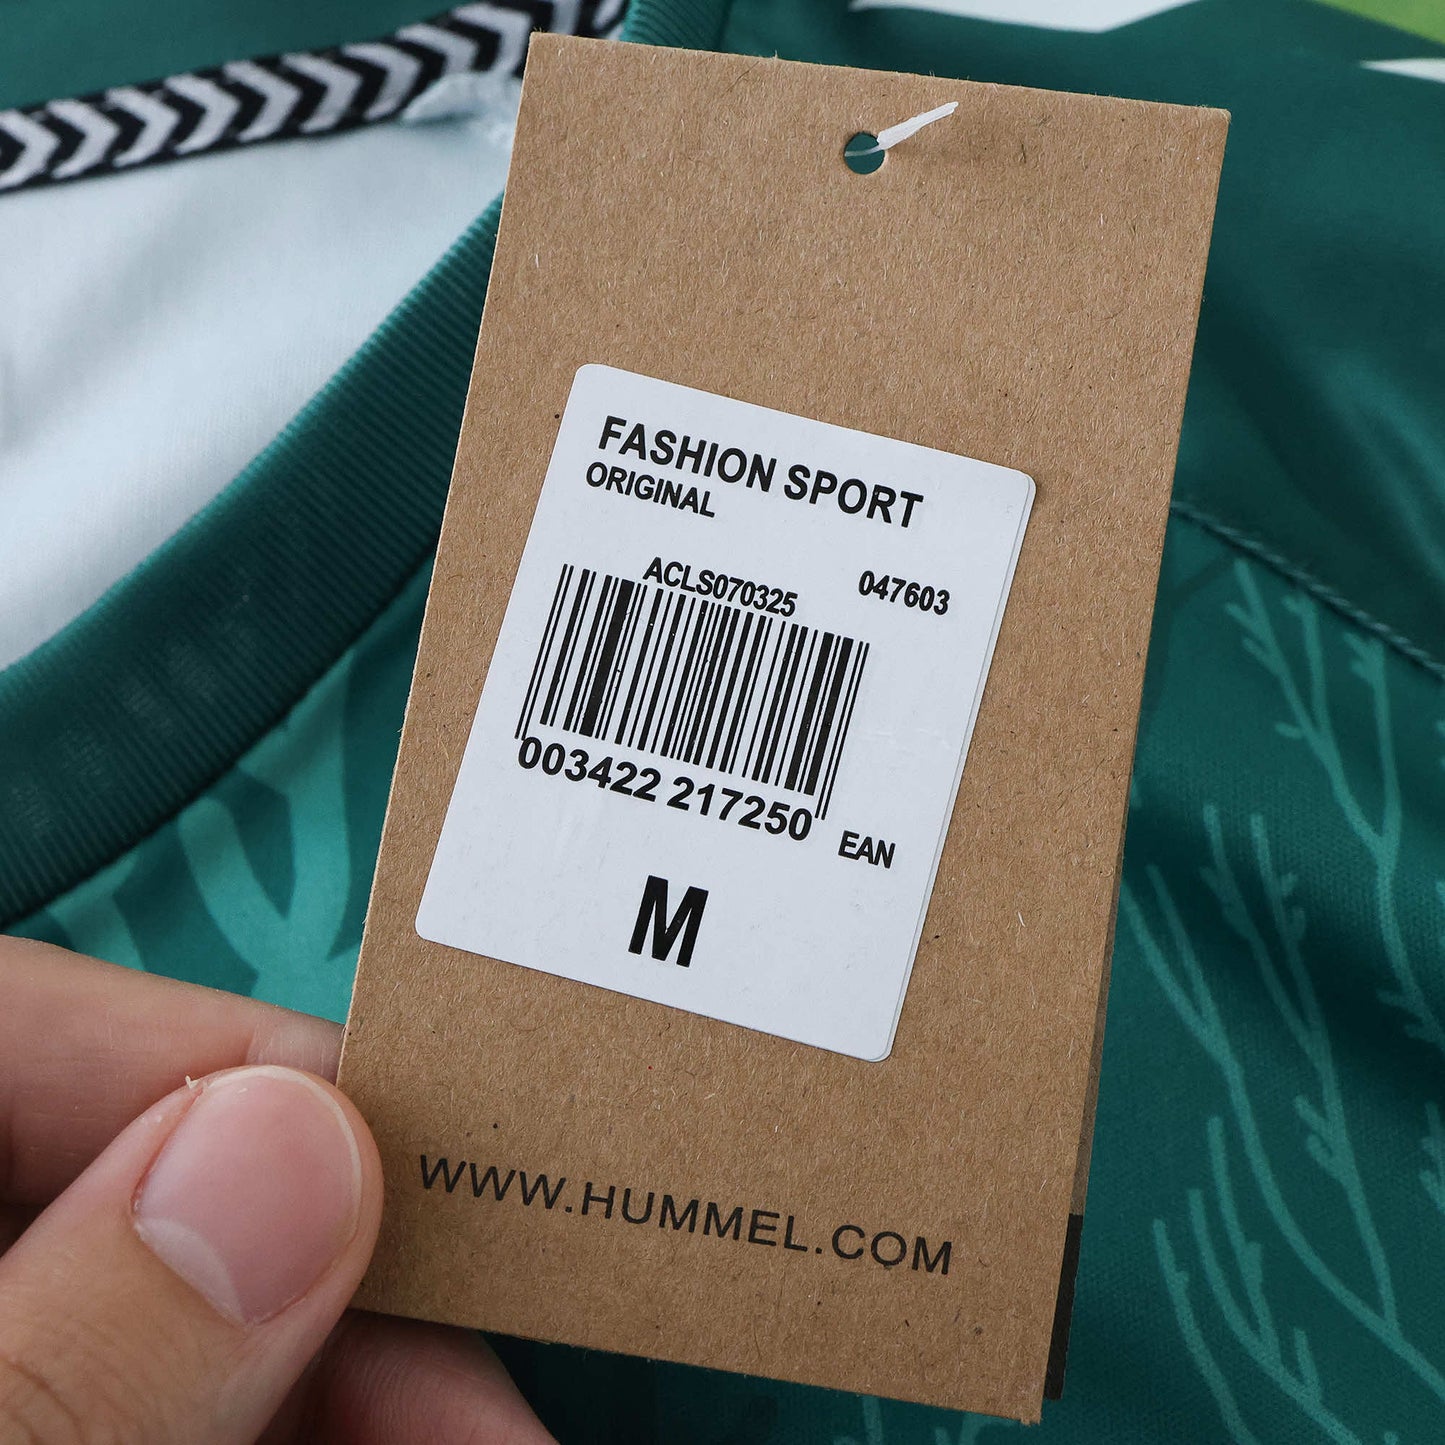 FASHION SPORT
ORIGINAL
ACLS070325 047603
003422 217250 EAN
M
WWW.HUMMEL.COM